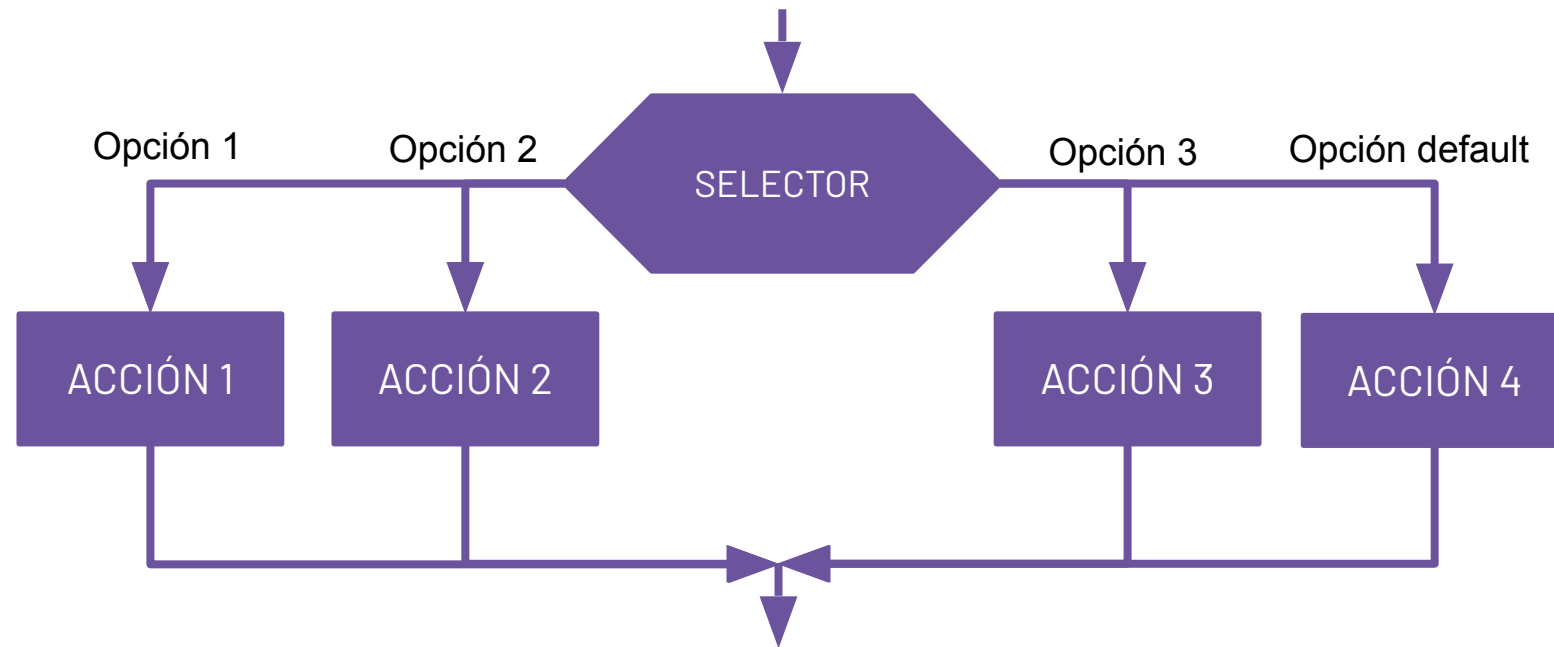 Opción 1
Opción 2
Opción 3
Opción default
SELECTOR
ACCIÓN 1
ACCIÓN 2
ACCIÓN 3
ACCIÓN 4